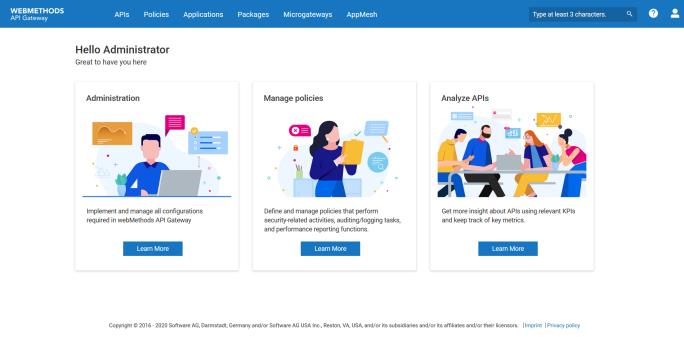 WEBMETHODS
API Gateway
APIs Policies Applications Packages Microgateways AppMesh
Type at least 3 characters.
Hello Administrator
Great to have you here
Administration
Implement and manage all configurations
required in webMethods API Gateway
Learn More
Manage policies
Define and manage policies that perform
security-related activities, auditing/logging tasks,
and performance reporting functions.
Learn More
Analyze APIs
Get more insight about APIs using relevant KPIs
and keep track of key metrics.
Learn More
Copyright © 2016 - 2020 Software AG, Darmstadt, Germany and/or Software AG USA Inc., Reston, VA, USA, and/or its subsidiaries and/or its affiliates and/or their licensors. | Imprint | Privacy policy